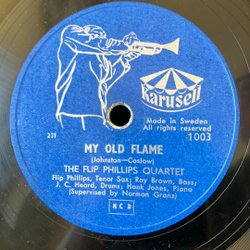 Karusell
Made in Sweden
All rights reserved
1003
239
MY OLD FLAME
(Johnston—Coslow)
THE FLIP PHILLIPS QUARTET
Flip Phillips, Tenor Sax; Ray Brown, Bass;
J. C. Heard, Drums; Hank Jones, Piano
(Supervised by Norman Granz)
NCB